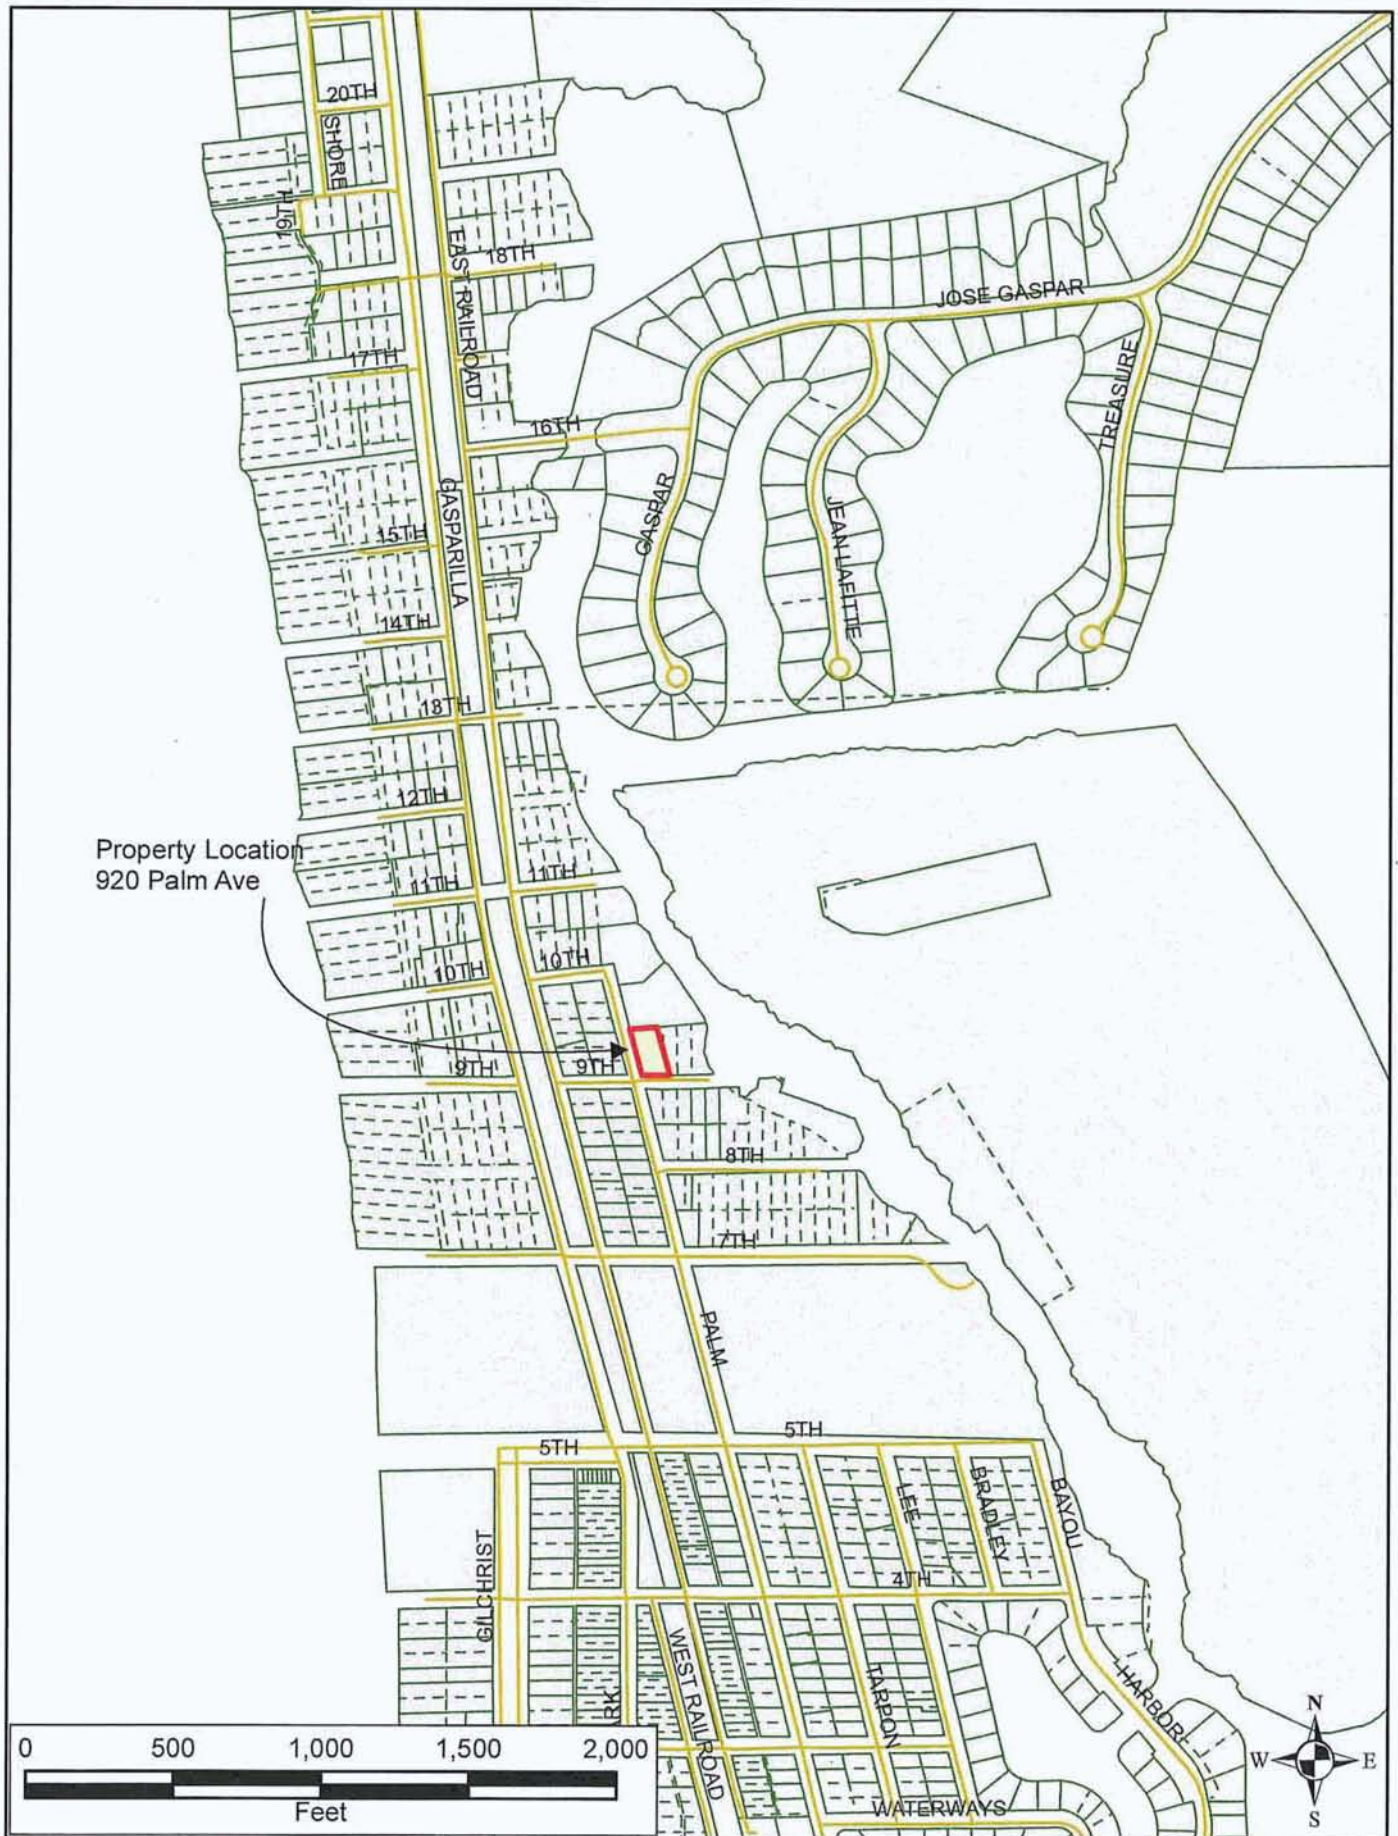 20TH
SHORE
19TH
EAST RAILROAD
18TH
JOSE GASPAR
17TH
TREASURE
16TH
GASPARILLA
GASPAR
JEAN LAFITTE
15TH
14TH
13TH
12TH
Property Location
920 Palm Ave
11TH
11TH
10TH
10TH
9TH
9TH
8TH
7TH
PALM
5TH
5TH
LEE
BRADLEY
BAYOU
GILCHRIST
4TH
WEST RAILROAD
TARPON
HARBOR
ARK
0 500 1,000 1,500 2,000
Feet
WATERWAYS
N
W E
S